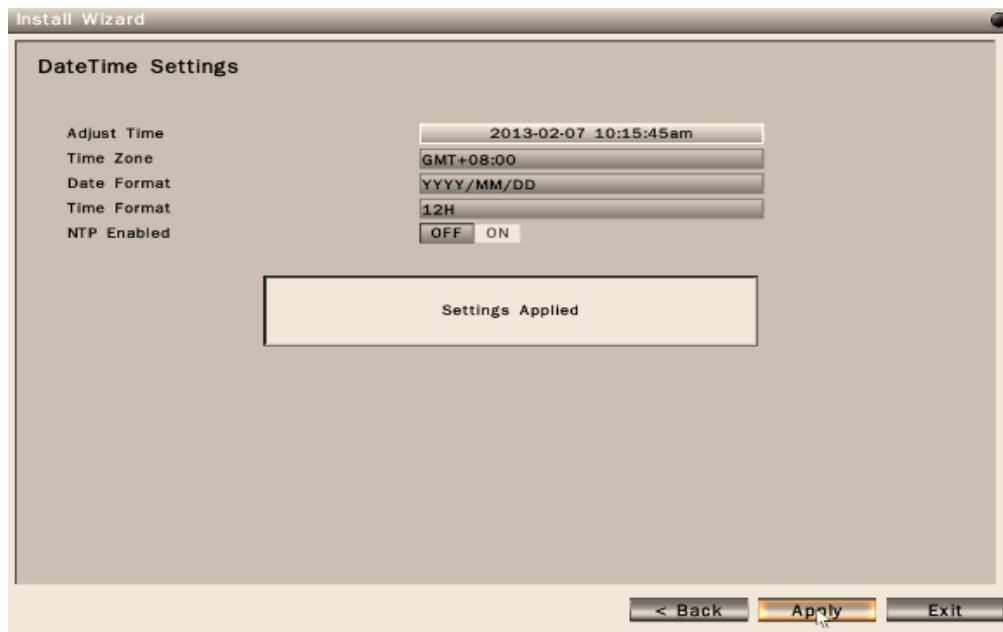 Install Wizard
DateTime Settings
Adjust Time 2013-02-07 10:15:45am
Time Zone GMT+08:00
Date Format YYYY/MM/DD
Time Format 12H
NTP Enabled OFF ON
Settings Applied
< Back Apply Exit